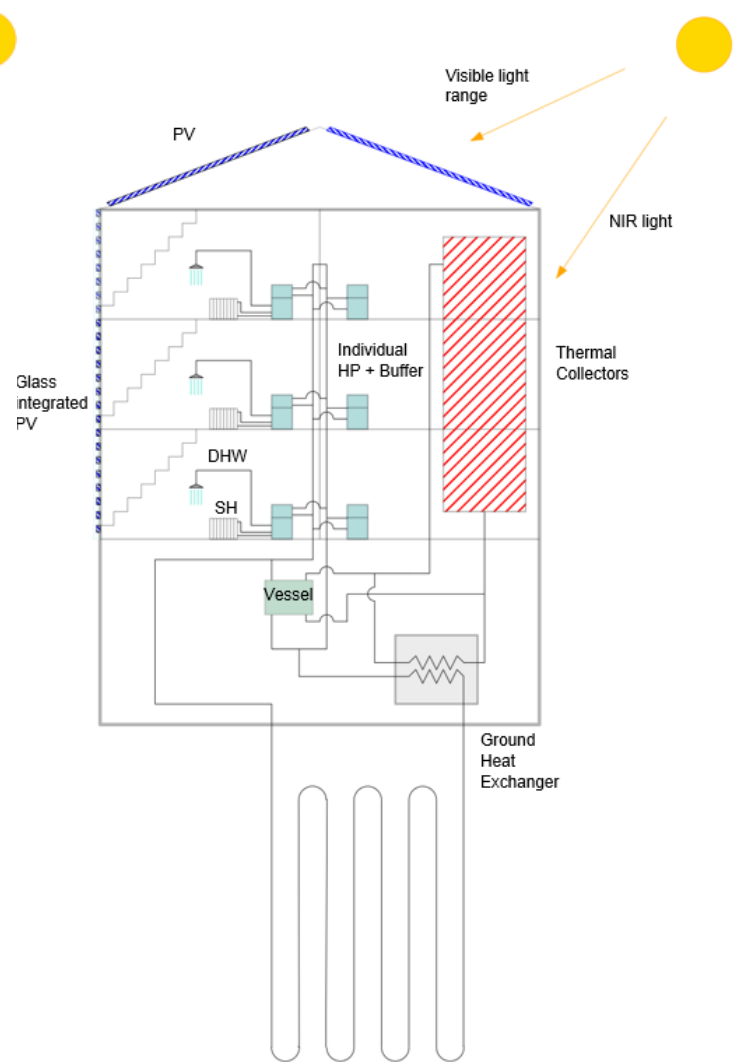 Visible light
range
PV
NIR light
Individual
HP + Buffer
Thermal
Collectors
Glass
integrated
PV
DHW
SH
Vessel
Ground
Heat
Exchanger